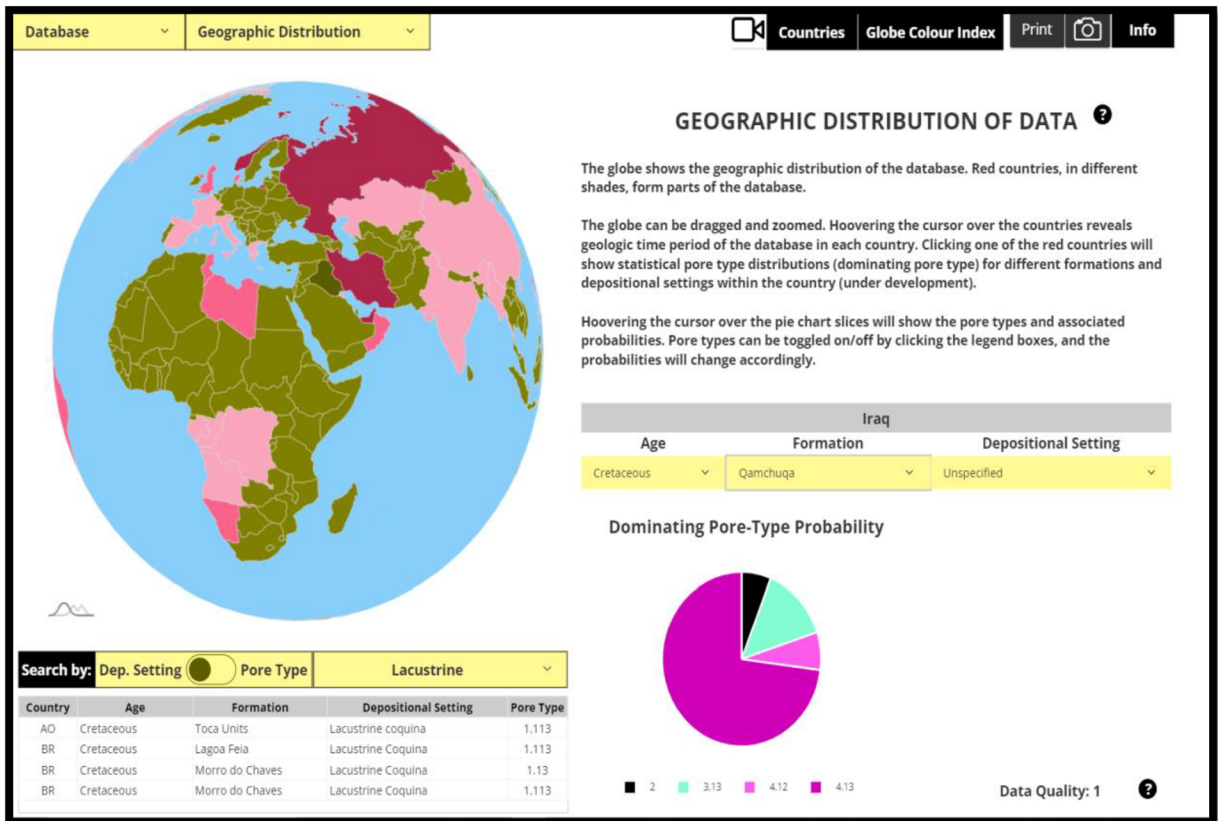 Database
Geographic Distribution
Countries
Globe Colour Index
Print
Info
GEOGRAPHIC DISTRIBUTION OF DATA ?
The globe shows the geographic distribution of the database. Red countries, in different
shades, form parts of the database.
The globe can be dragged and zoomed. Hoovering the cursor over the countries reveals
geologic time period of the database in each country. Clicking one of the red countries will
show statistical pore type distributions (dominating pore type) for different formations and
depositional settings within the country (under development).
Hoovering the cursor over the pie chart slices will show the pore types and associated
probabilities. Pore types can be toggled on/off by clicking the legend boxes, and the
probabilities will change accordingly.
Iraq
Age Formation Depositional Setting
Cretaceous Qamchuqa Unspecified
Dominating Pore-Type Probability
2 3.13 4.12 4.13
Data Quality: 1 ?
Search by: Dep. Setting Pore Type Lacustrine
Country Age Formation Depositional Setting Pore Type
AO Cretaceous Toca Units Lacustrine coquina 1.113
BR Cretaceous Lagoa Feia Lacustrine Coquina 1.113
BR Cretaceous Morro do Chaves Lacustrine Coquina 1.13
BR Cretaceous Morro do Chaves Lacustrine Coquina 1.113